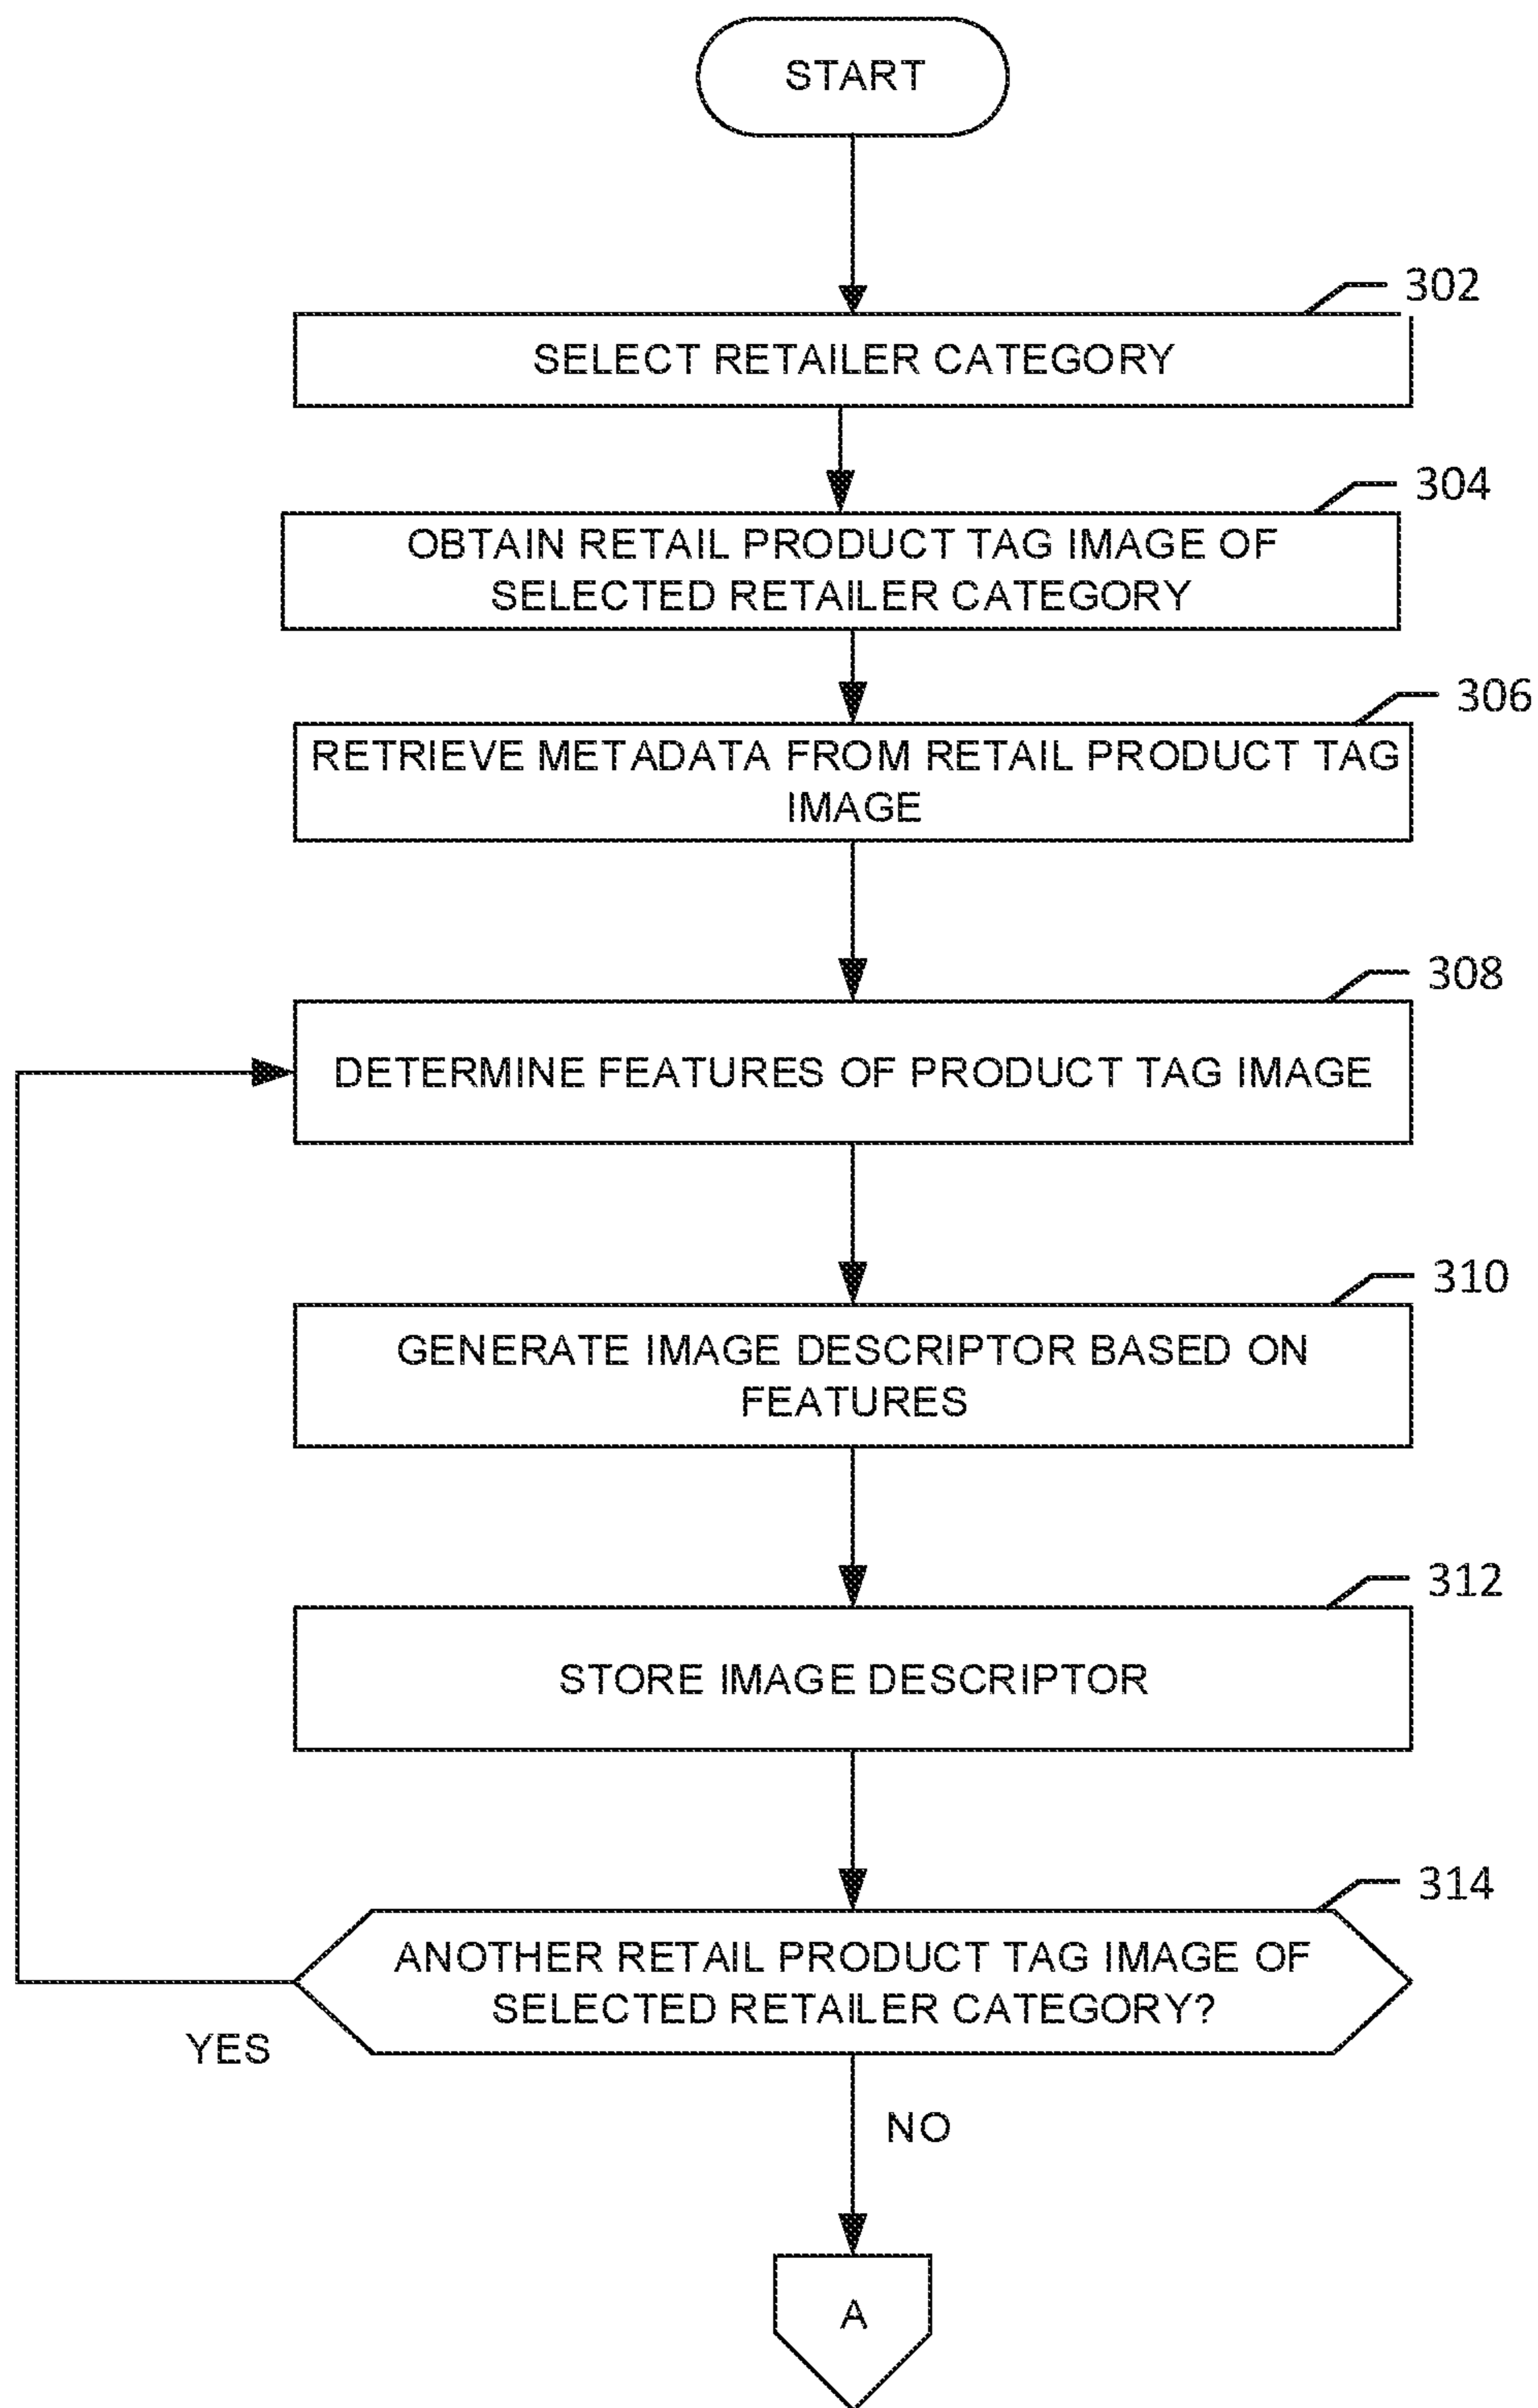 START
302
SELECT RETAILER CATEGORY
304
OBTAIN RETAIL PRODUCT TAG IMAGE OF
SELECTED RETAILER CATEGORY
306
RETRIEVE METADATA FROM RETAIL PRODUCT TAG
IMAGE
308
DETERMINE FEATURES OF PRODUCT TAG IMAGE
310
GENERATE IMAGE DESCRIPTOR BASED ON
FEATURES
312
STORE IMAGE DESCRIPTOR
314
ANOTHER RETAIL PRODUCT TAG IMAGE OF
SELECTED RETAILER CATEGORY?
YES
NO
A